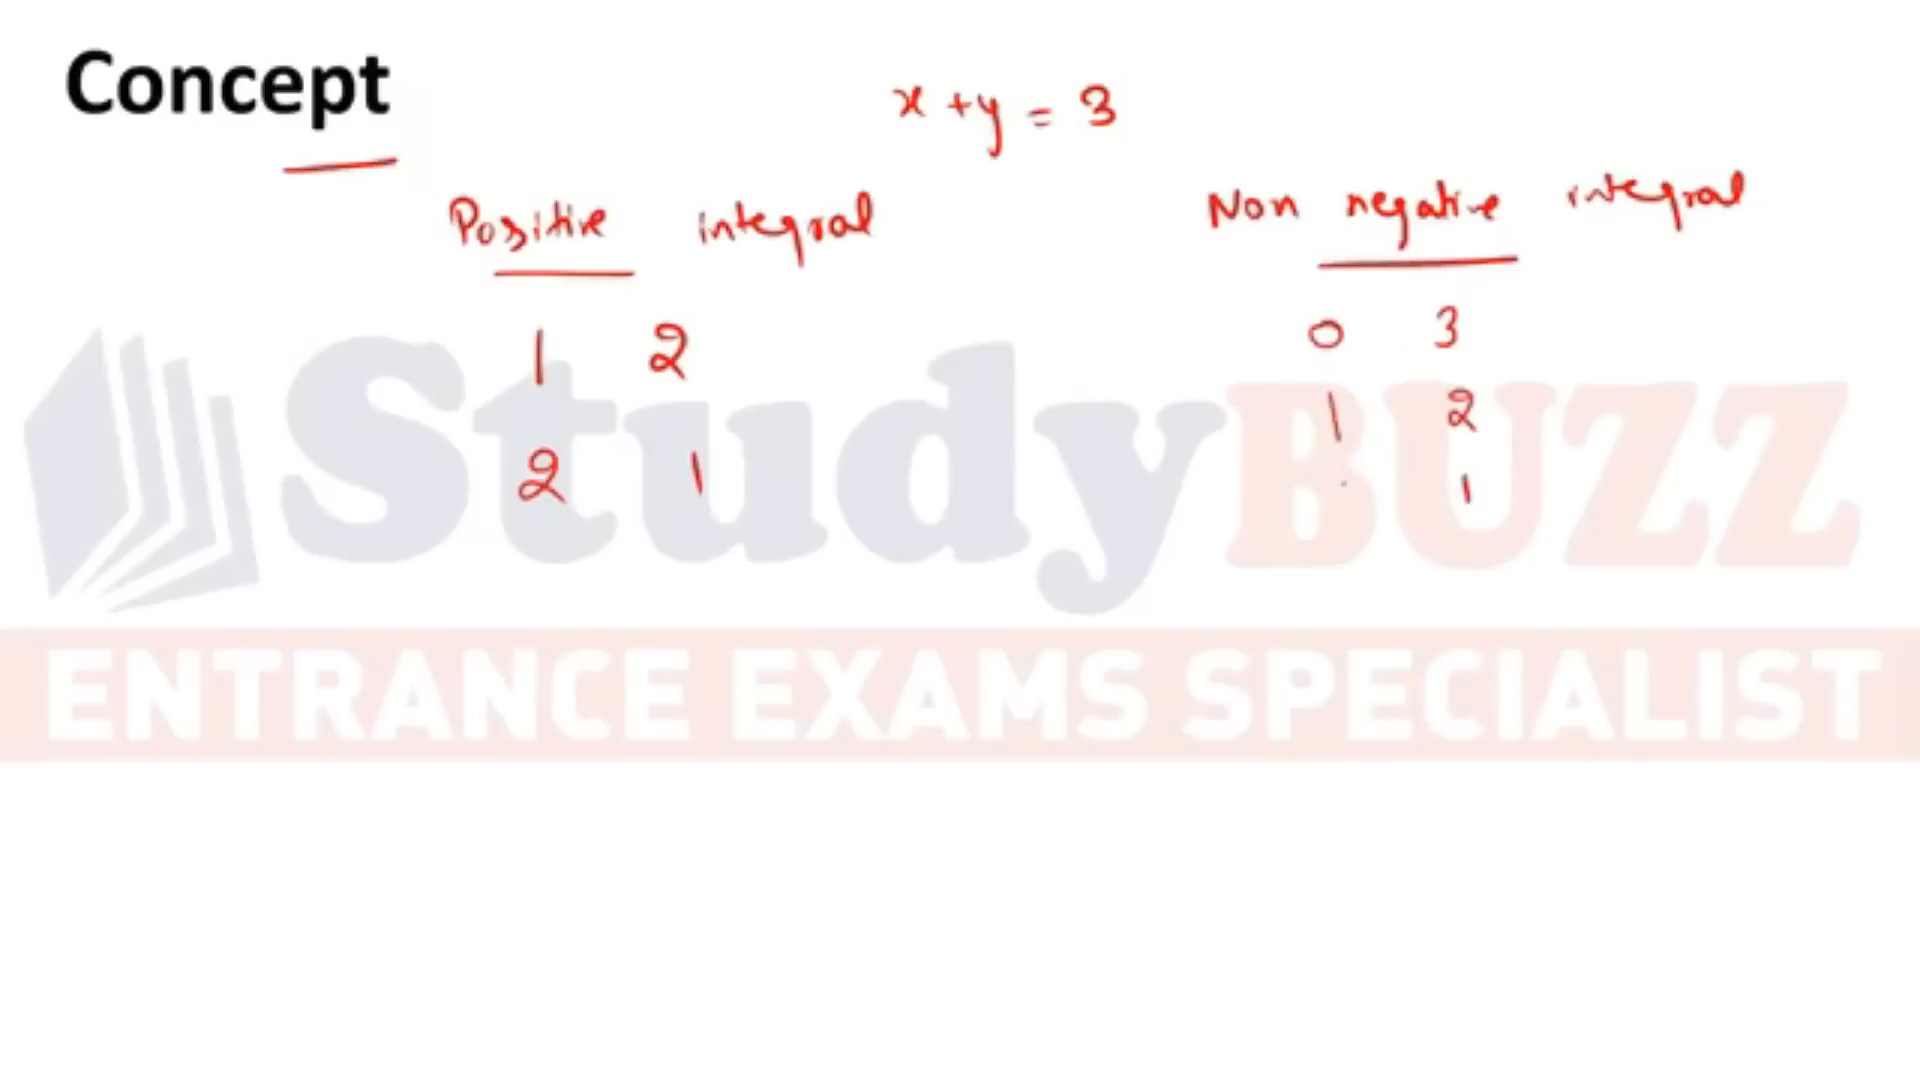 Concept
x + y = 3
Positive integral
Non negative integral
1 2
0 3
1 2
2 1
1
StudyBUZZ
ENTRANCE EXAMS SPECIALIST